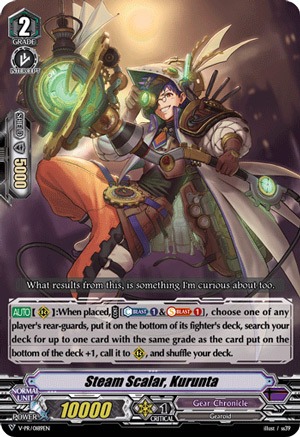 2
GRADE
INTERCEPT
SHIELD
5000
What results from this, is something I'm curious about too.
AUTO [ ]:When placed, [ BLAST 1 & BLAST 1], choose one of any
player's rear-guards, put it on the bottom of its fighter's deck, search your
deck for up to one card with the same grade as the card put on the
bottom of the deck +1, call it to , and shuffle your deck.
NORMAL
UNIT
Steam Scalar, Kurunta
POWER
10000
1
CRITICAL
Gear Chronicle
Gearoid
V-PR/0189EN
illust / so79